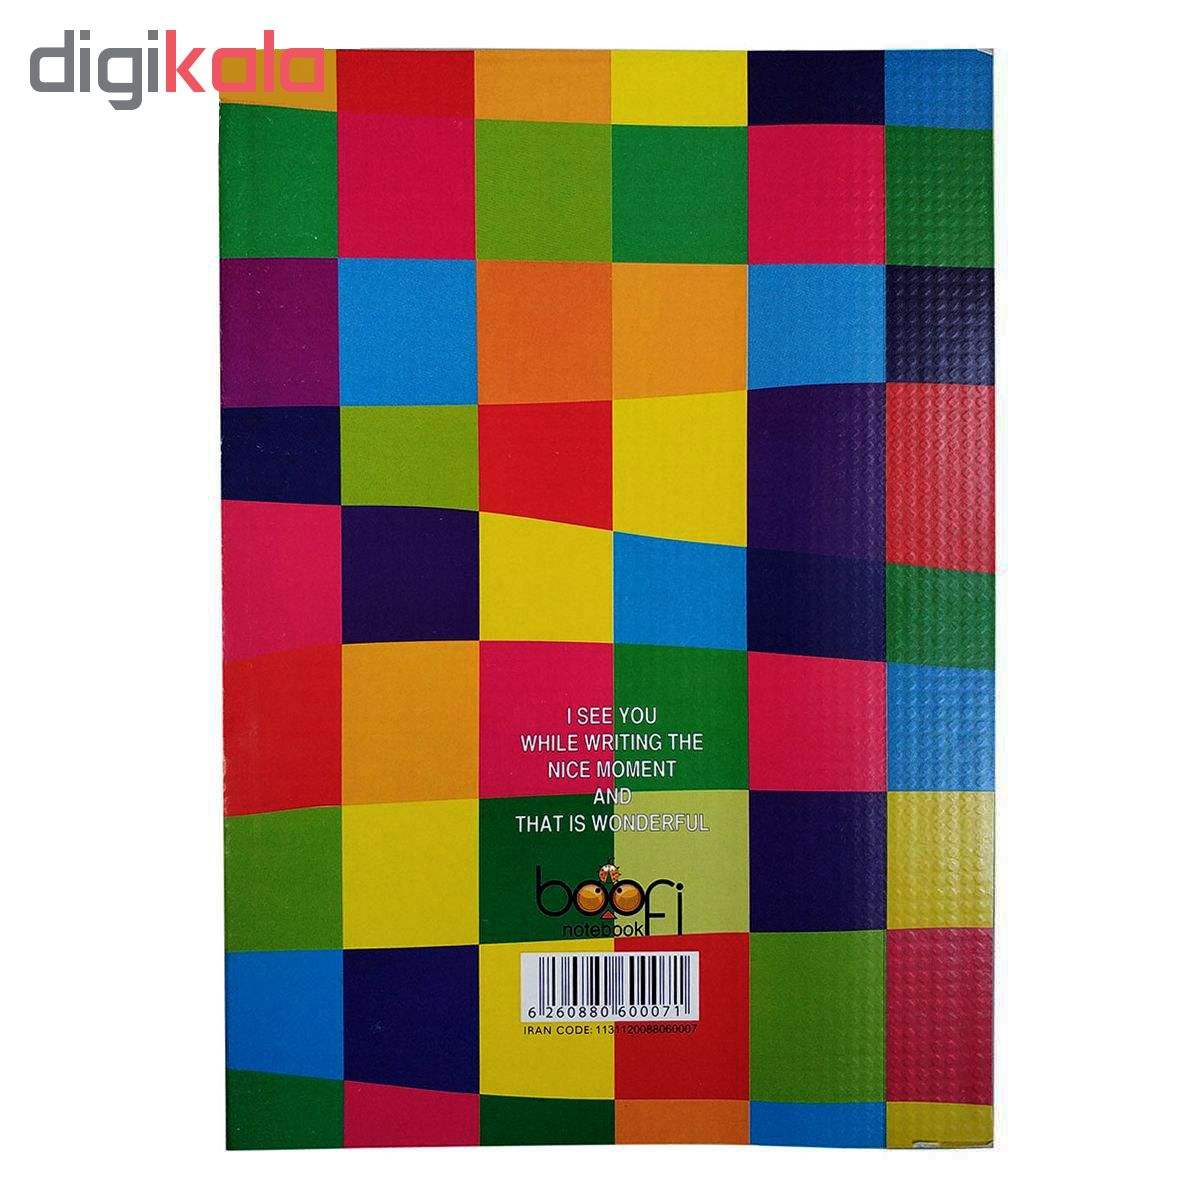 digikala
I SEE YOU
WHILE WRITING THE
NICE MOMENT
AND
THAT IS WONDERFUL
boofi
notebook
6 260880 600071
IRAN CODE: 1131120088060007